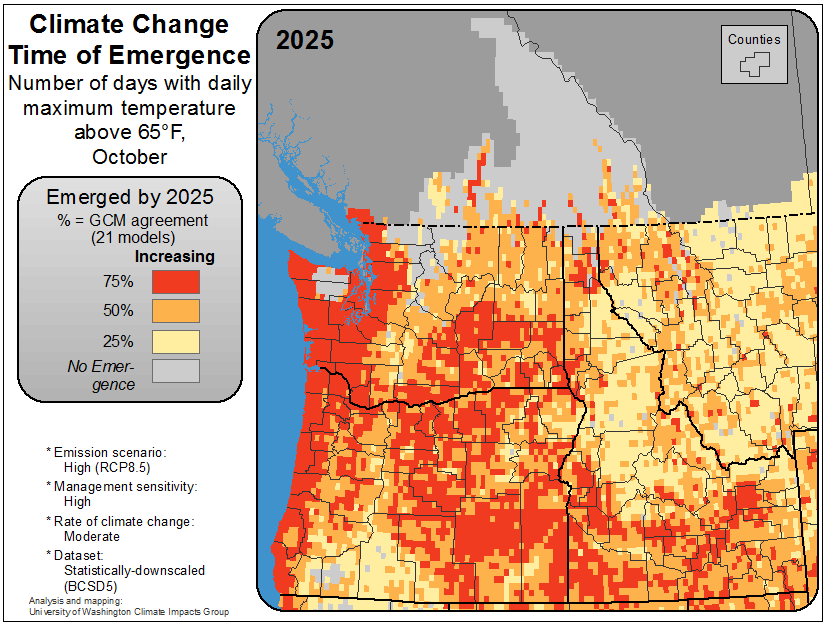 Climate Change
Time of Emergence
Number of days with daily
maximum temperature
above 65°F,
October
Emerged by 2025
% = GCM agreement
(21 models)
Increasing
75%
50%
25%
No Emer-
gence
* Emission scenario:
High (RCP8.5)
* Management sensitivity:
High
* Rate of climate change:
Moderate
* Dataset:
Statistically-downscaled
(BCSD5)
Analysis and mapping:
University of Washington Climate Impacts Group
2025
Counties